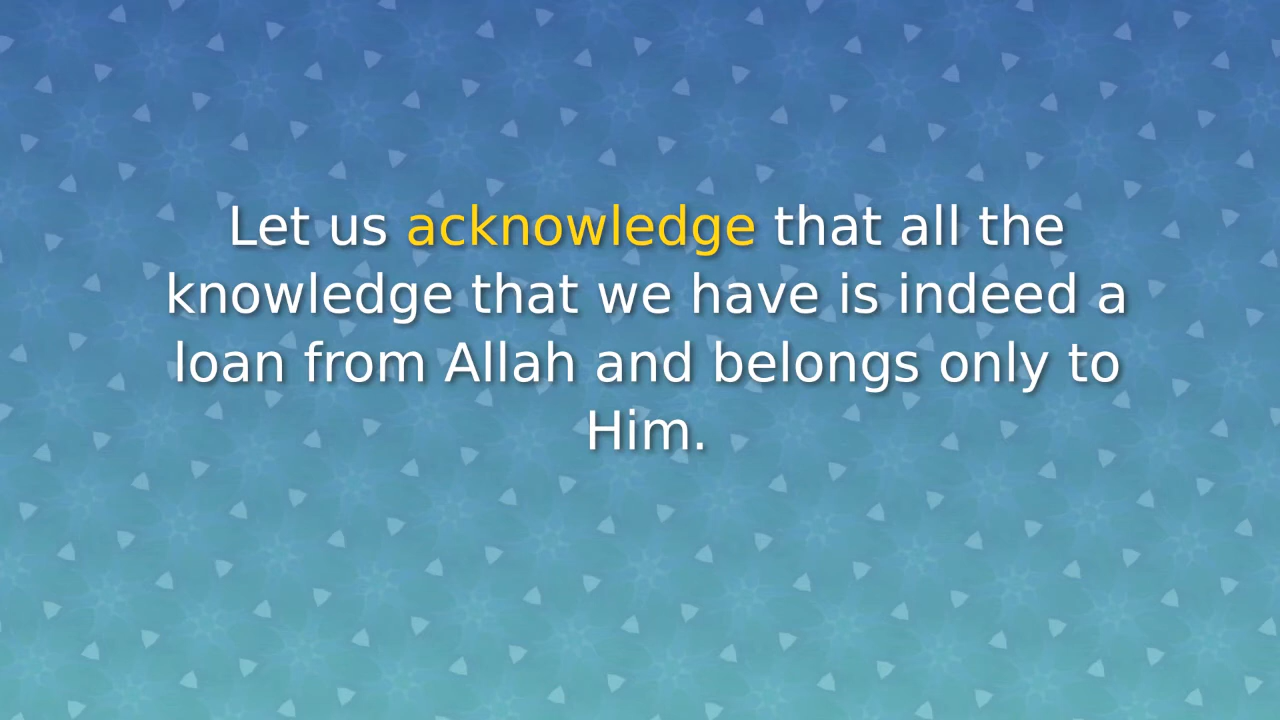 Let us acknowledge that all the
knowledge that we have is indeed a
loan from Allah and belongs only to
Him.